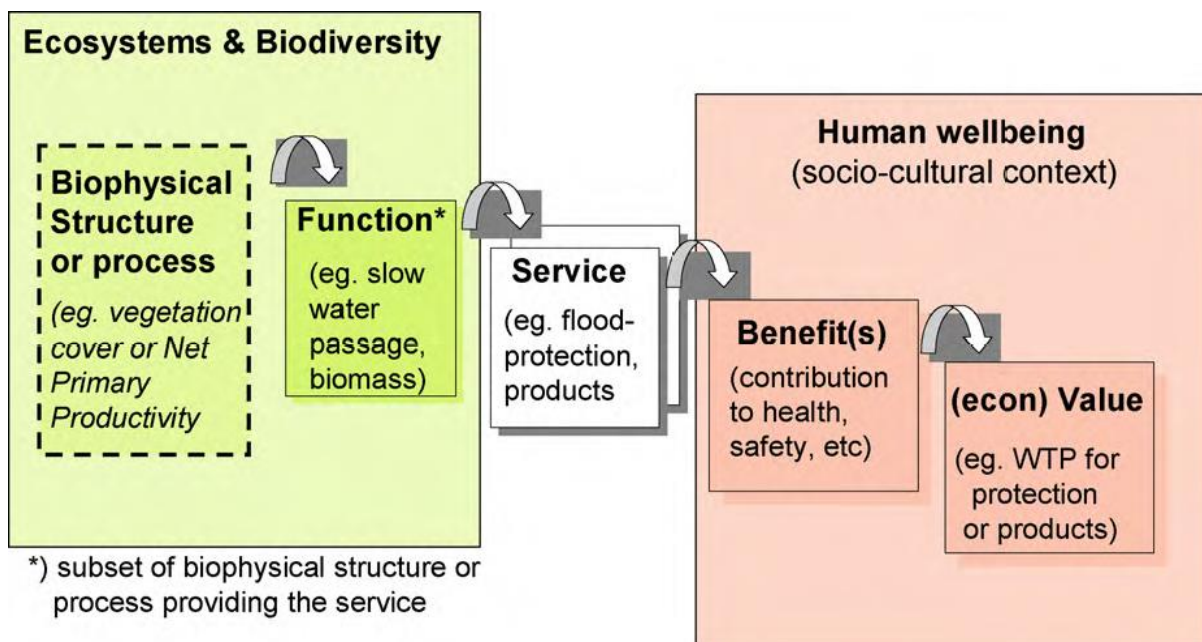 Ecosystems & Biodiversity
Biophysical
Structure
or process
(eg. vegetation
cover or Net
Primary
Productivity
Function*
(eg. slow
water
passage,
biomass)
Service
(eg. flood-
protection,
products
Human wellbeing
(socio-cultural context)
Benefit(s)
(contribution
to health,
safety, etc)
(econ) Value
(eg. WTP for
protection
or products)
*) subset of biophysical structure or
process providing the service